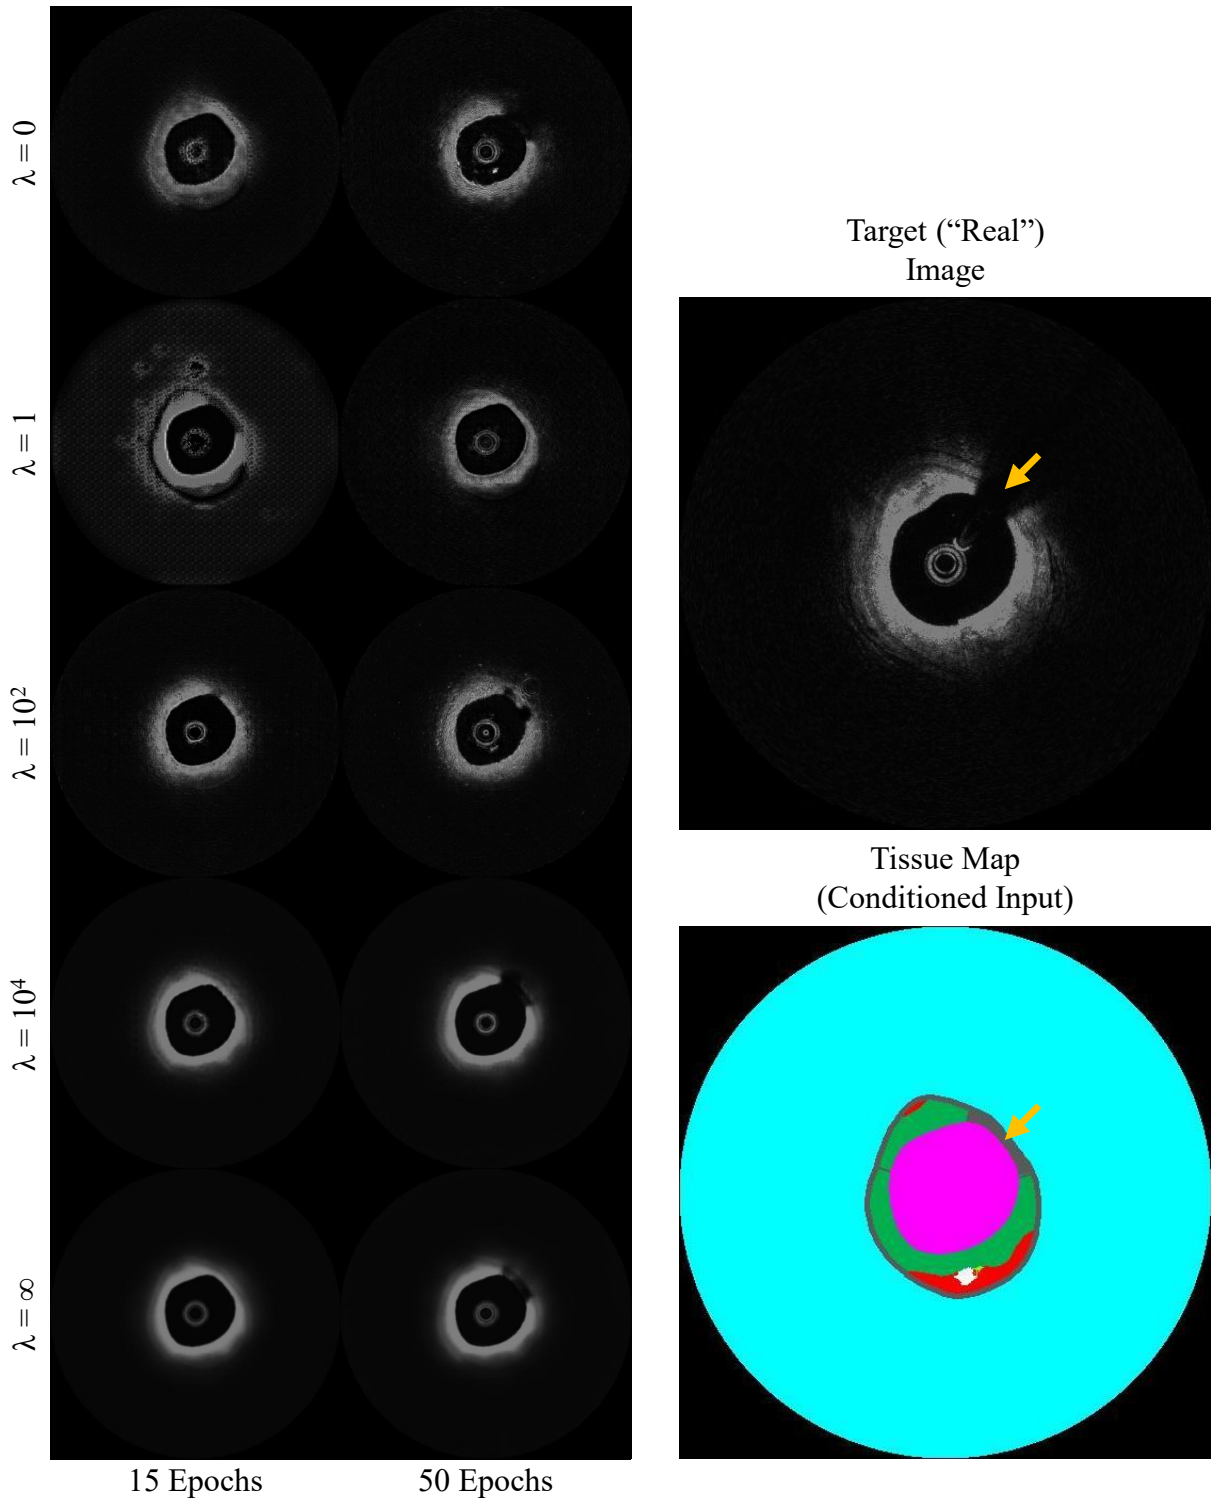 λ = 0
λ = 1
λ = 10²
λ = 10⁴
λ = ∞
15 Epochs
50 Epochs
Target (“Real”)
Image
Tissue Map
(Conditioned Input)